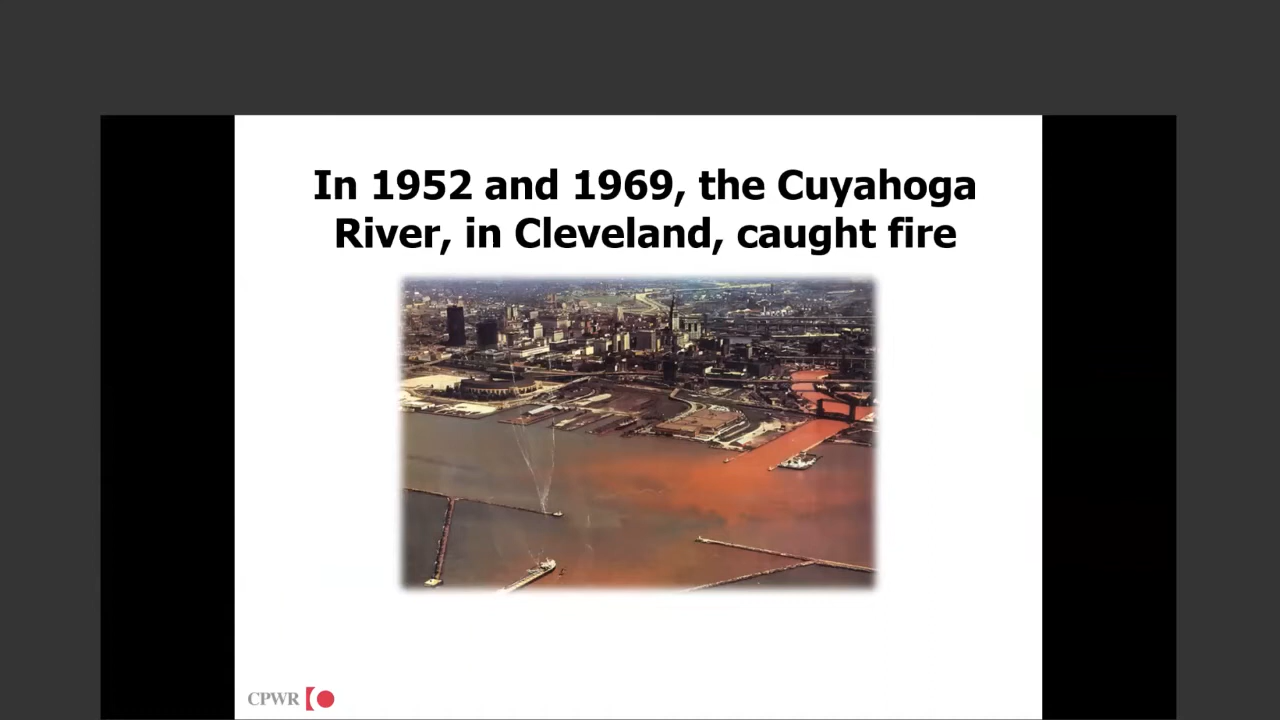 In 1952 and 1969, the Cuyahoga
River, in Cleveland, caught fire
CPWR